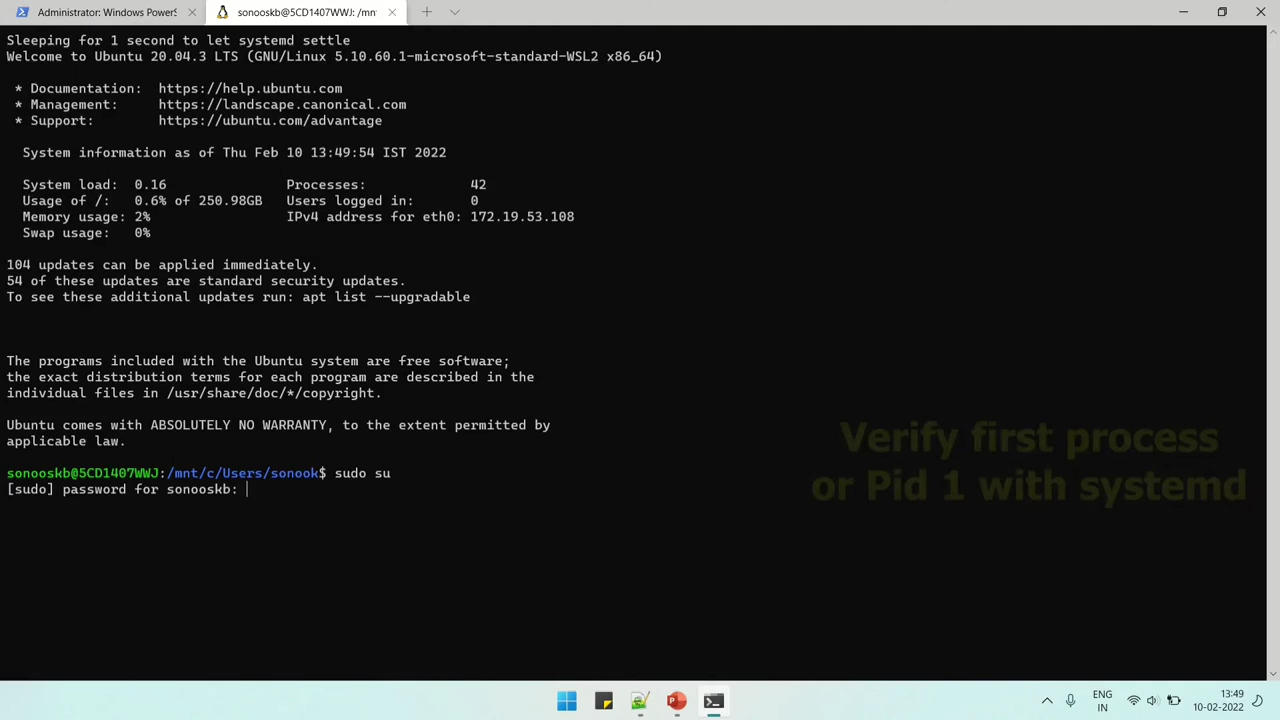 Administrator: Windows PowerS
sonooskb@5CD1407WWJ: /mnt
Sleeping for 1 second to let systemd settle
Welcome to Ubuntu 20.04.3 LTS (GNU/Linux 5.10.60.1-microsoft-standard-WSL2 x86_64)
* Documentation:  https://help.ubuntu.com
* Management:     https://landscape.canonical.com
* Support:        https://ubuntu.com/advantage
System information as of Thu Feb 10 13:49:54 IST 2022
System load:  0.16               Processes:             42
Usage of /:   0.6% of 250.98GB   Users logged in:       0
Memory usage: 2%                 IPv4 address for eth0: 172.19.53.108
Swap usage:   0%
104 updates can be applied immediately.
54 of these updates are standard security updates.
To see these additional updates run: apt list --upgradable
The programs included with the Ubuntu system are free software;
the exact distribution terms for each program are described in the
individual files in /usr/share/doc/*/copyright.
Ubuntu comes with ABSOLUTELY NO WARRANTY, to the extent permitted by
applicable law.
sonooskb@5CD1407WWJ:/mnt/c/Users/sonook$ sudo su
[sudo] password for sonooskb:
Verify first process
or Pid 1 with systemd
ENG
IN
13:49
10-02-2022